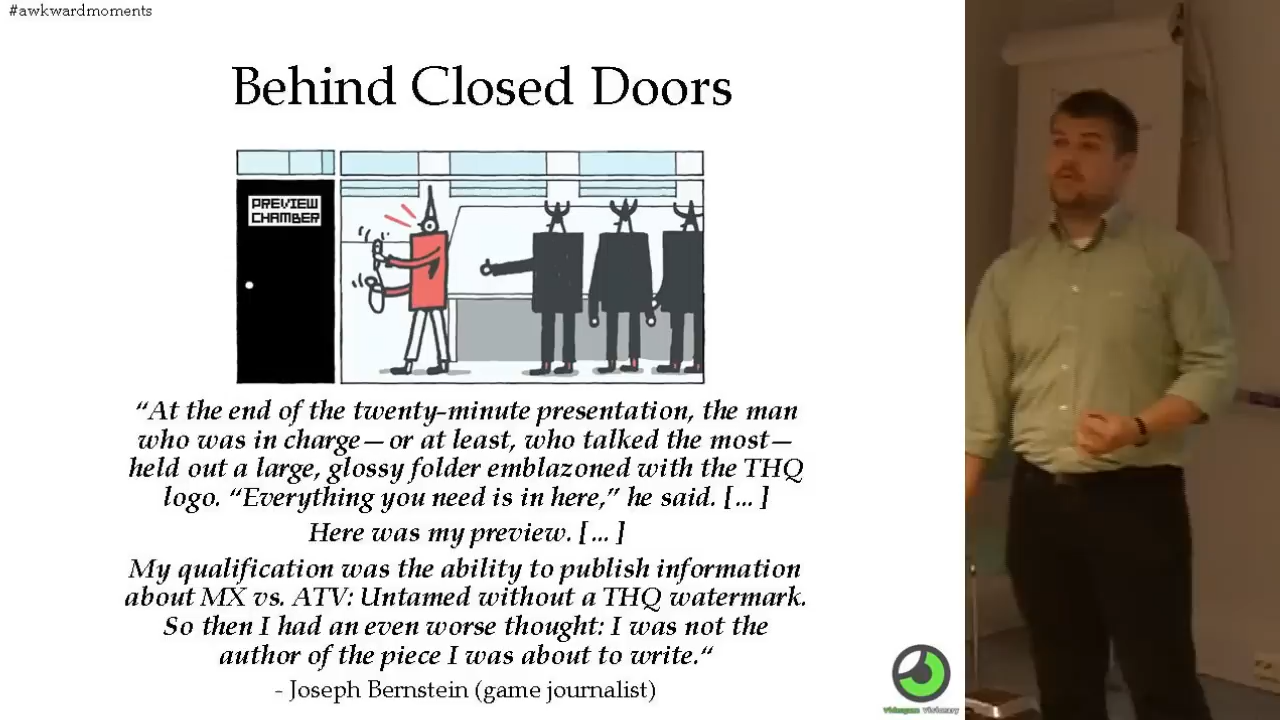 #awkwardmoments
Behind Closed Doors
PREVIEW
CHAMBER
“At the end of the twenty-minute presentation, the man
who was in charge—or at least, who talked the most—
held out a large, glossy folder emblazoned with the THQ
logo. “Everything you need is in here,” he said. [… ]
Here was my preview. [… ]
My qualification was the ability to publish information
about MX vs. ATV: Untamed without a THQ watermark.
So then I had an even worse thought: I was not the
author of the piece I was about to write.“
- Joseph Bernstein (game journalist)
Videogame Visionary